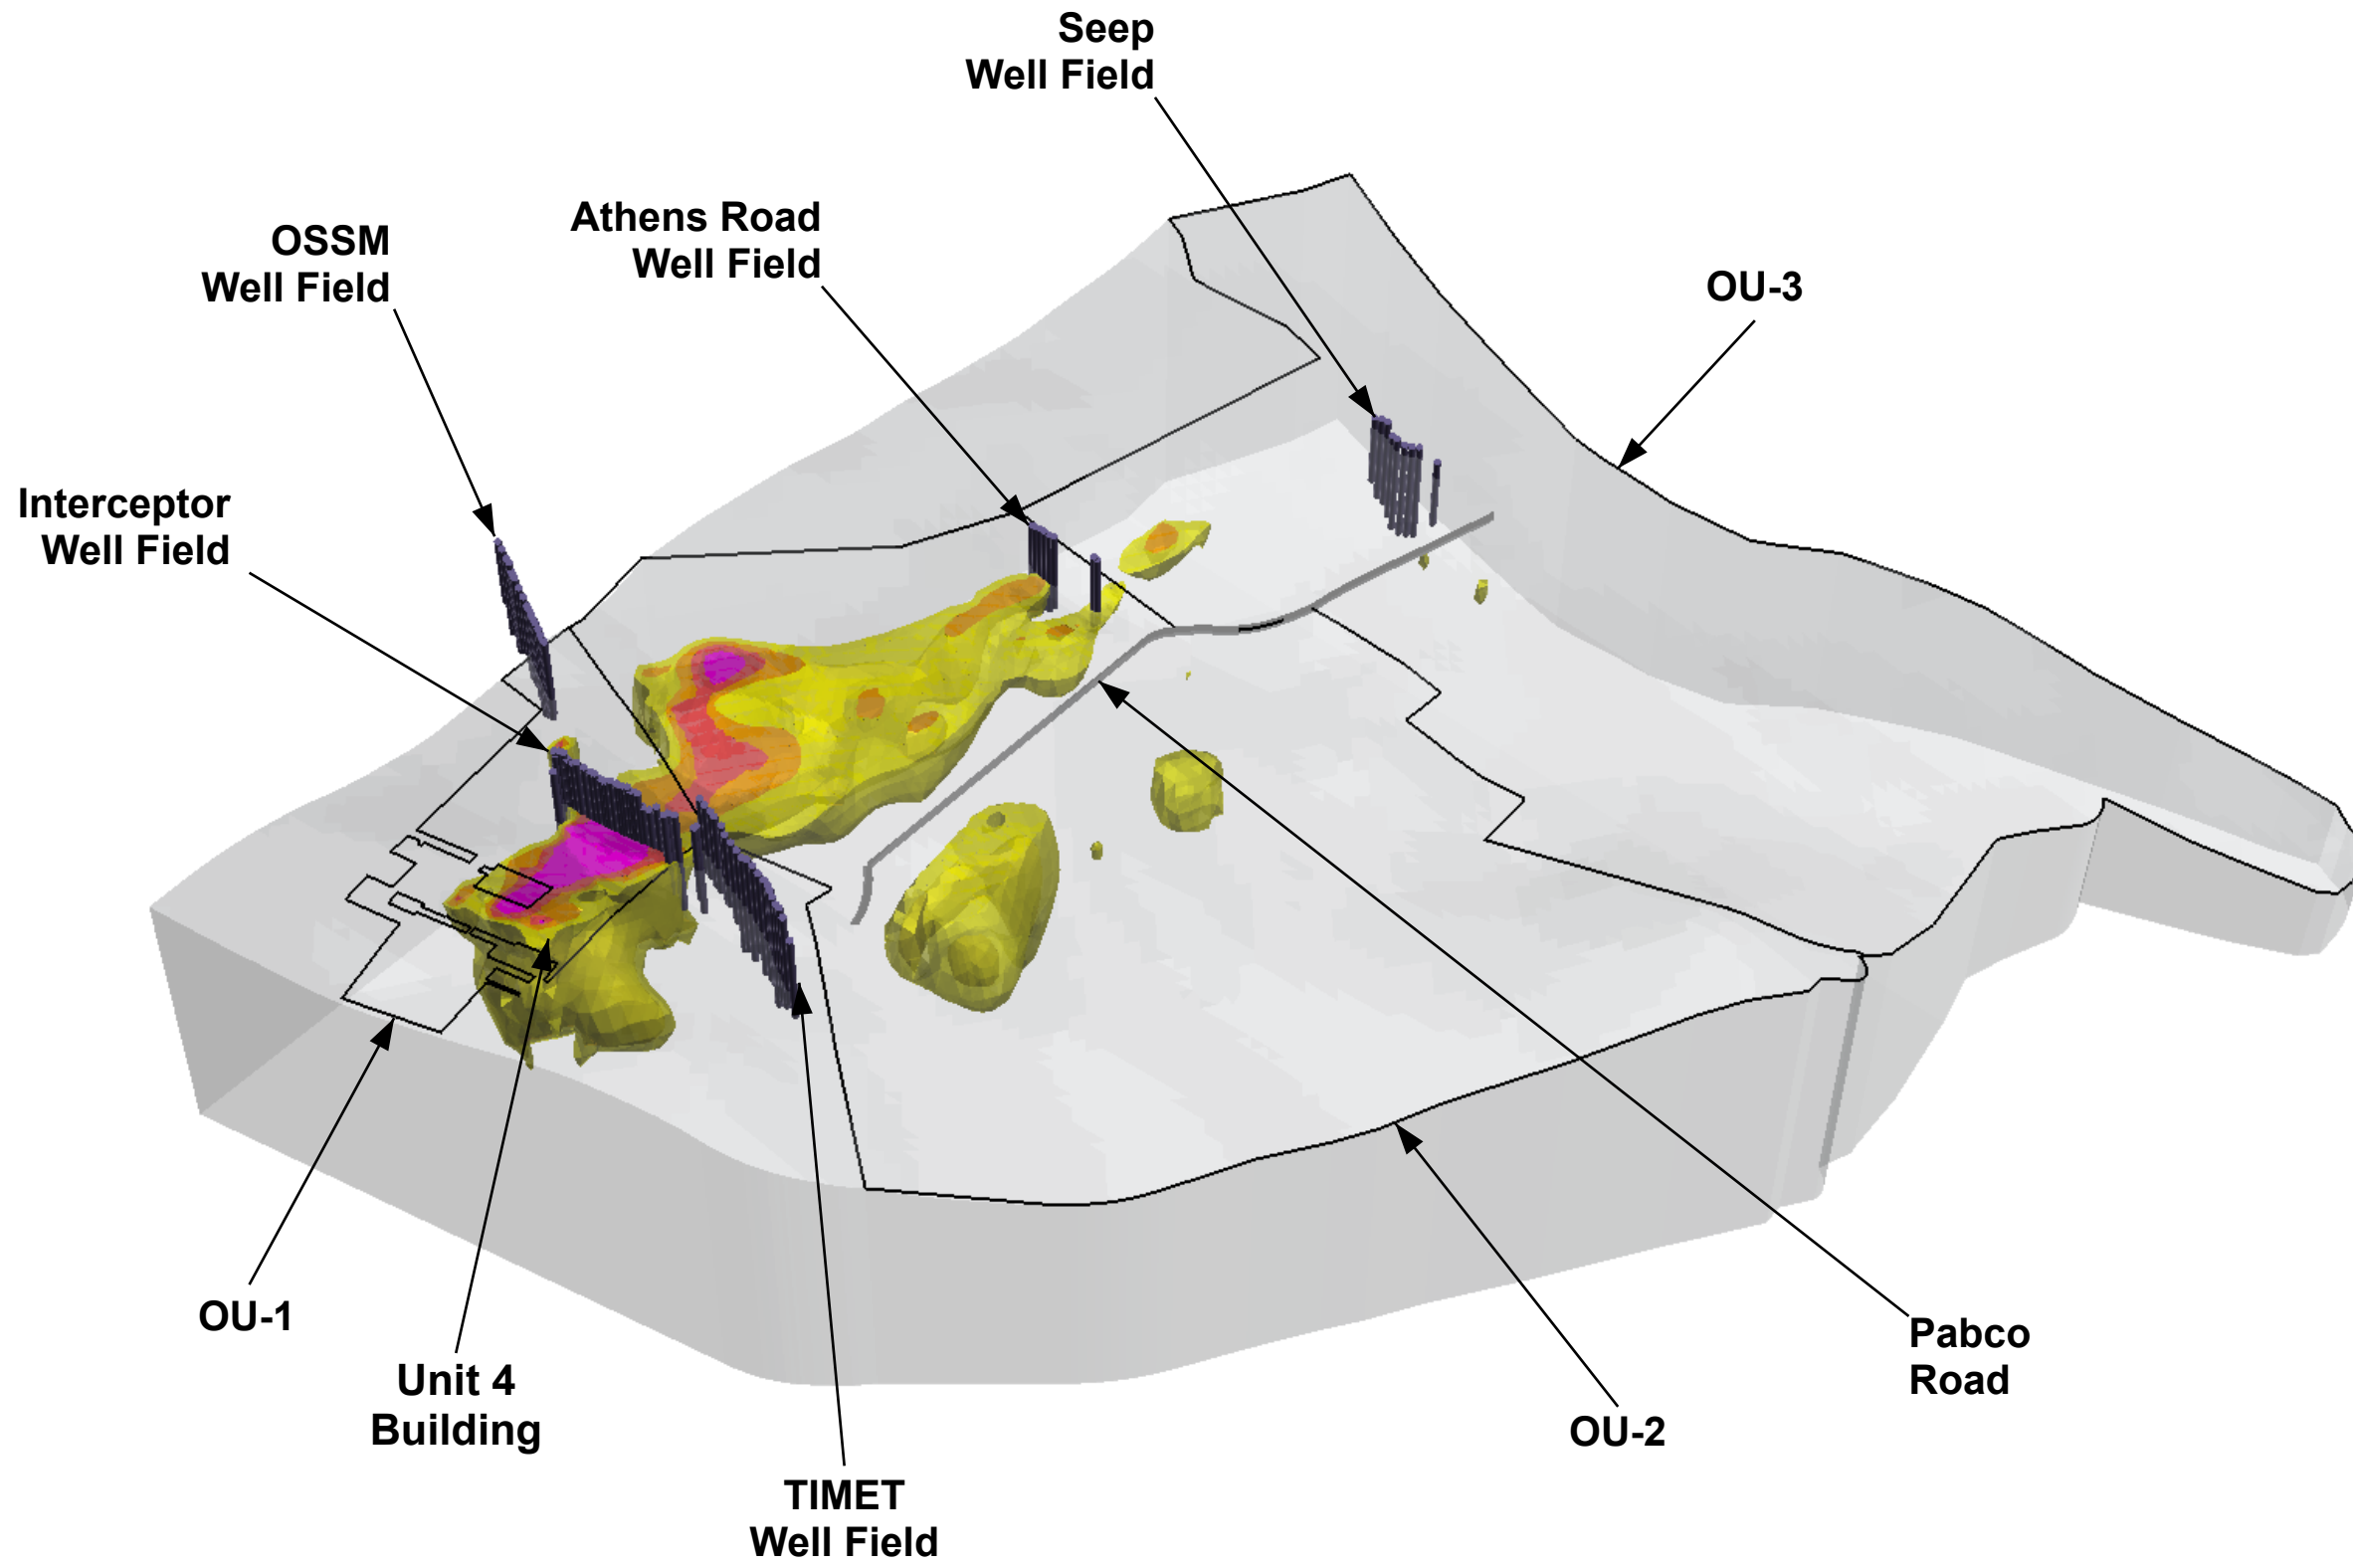 Seep
Well Field
Athens Road
Well Field
OSSM
Well Field
OU-3
Interceptor
Well Field
OU-1
Pabco
Road
Unit 4
Building
OU-2
TIMET
Well Field